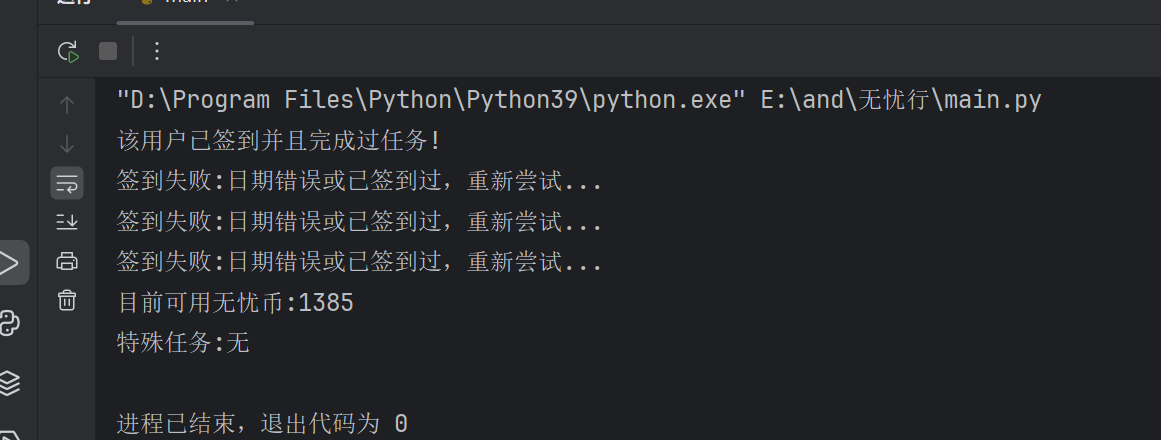 "D:\Program Files\Python\Python39\python.exe" E:\and\无忧行\main.py
该用户已签到并且完成过任务!
签到失败:日期错误或已签到过，重新尝试...
签到失败:日期错误或已签到过，重新尝试...
签到失败:日期错误或已签到过，重新尝试...
目前可用无忧币:1385
特殊任务:无
进程已结束，退出代码为 0